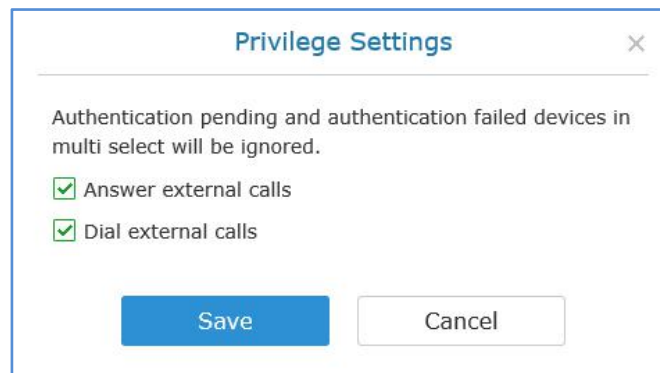 Privilege Settings
Authentication pending and authentication failed devices in
multi select will be ignored.
Answer external calls
Dial external calls
Save
Cancel